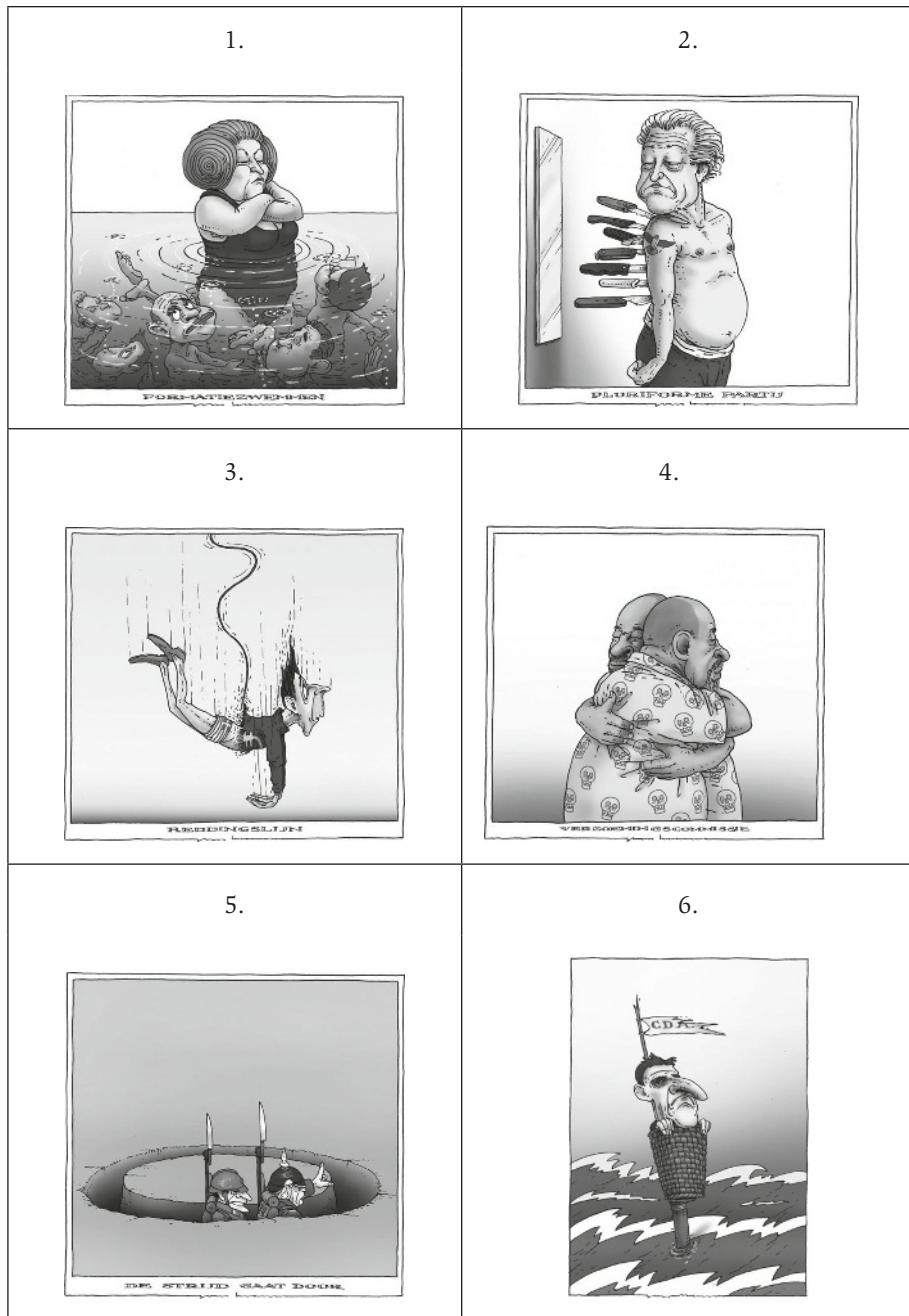 1.
2.
FORMATIEZWEMMEN
PLURIFORME PARTIJ
3.
4.
REDDINGSLIJN
VERZOENINGSCOMMISSIE
5.
6.
CDA
DE STRIJD GAAT DOOR